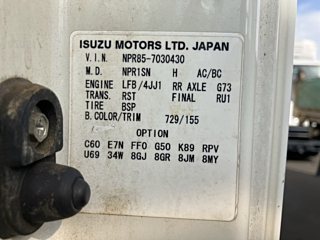 ISUZU MOTORS LTD. JAPAN
V.I.N. NPR85-7030430
M.D. NPR1SN H AC/BC
ENGINE LFB/4JJ1 RR AXLE G73
TRANS. RST FINAL RU1
TIRE BSP
B.COLOR/TRIM 729/155
OPTION
C60 E7N FF0 G50 K89 RPV
U69 34W 8GJ 8GR 8JM 8MY